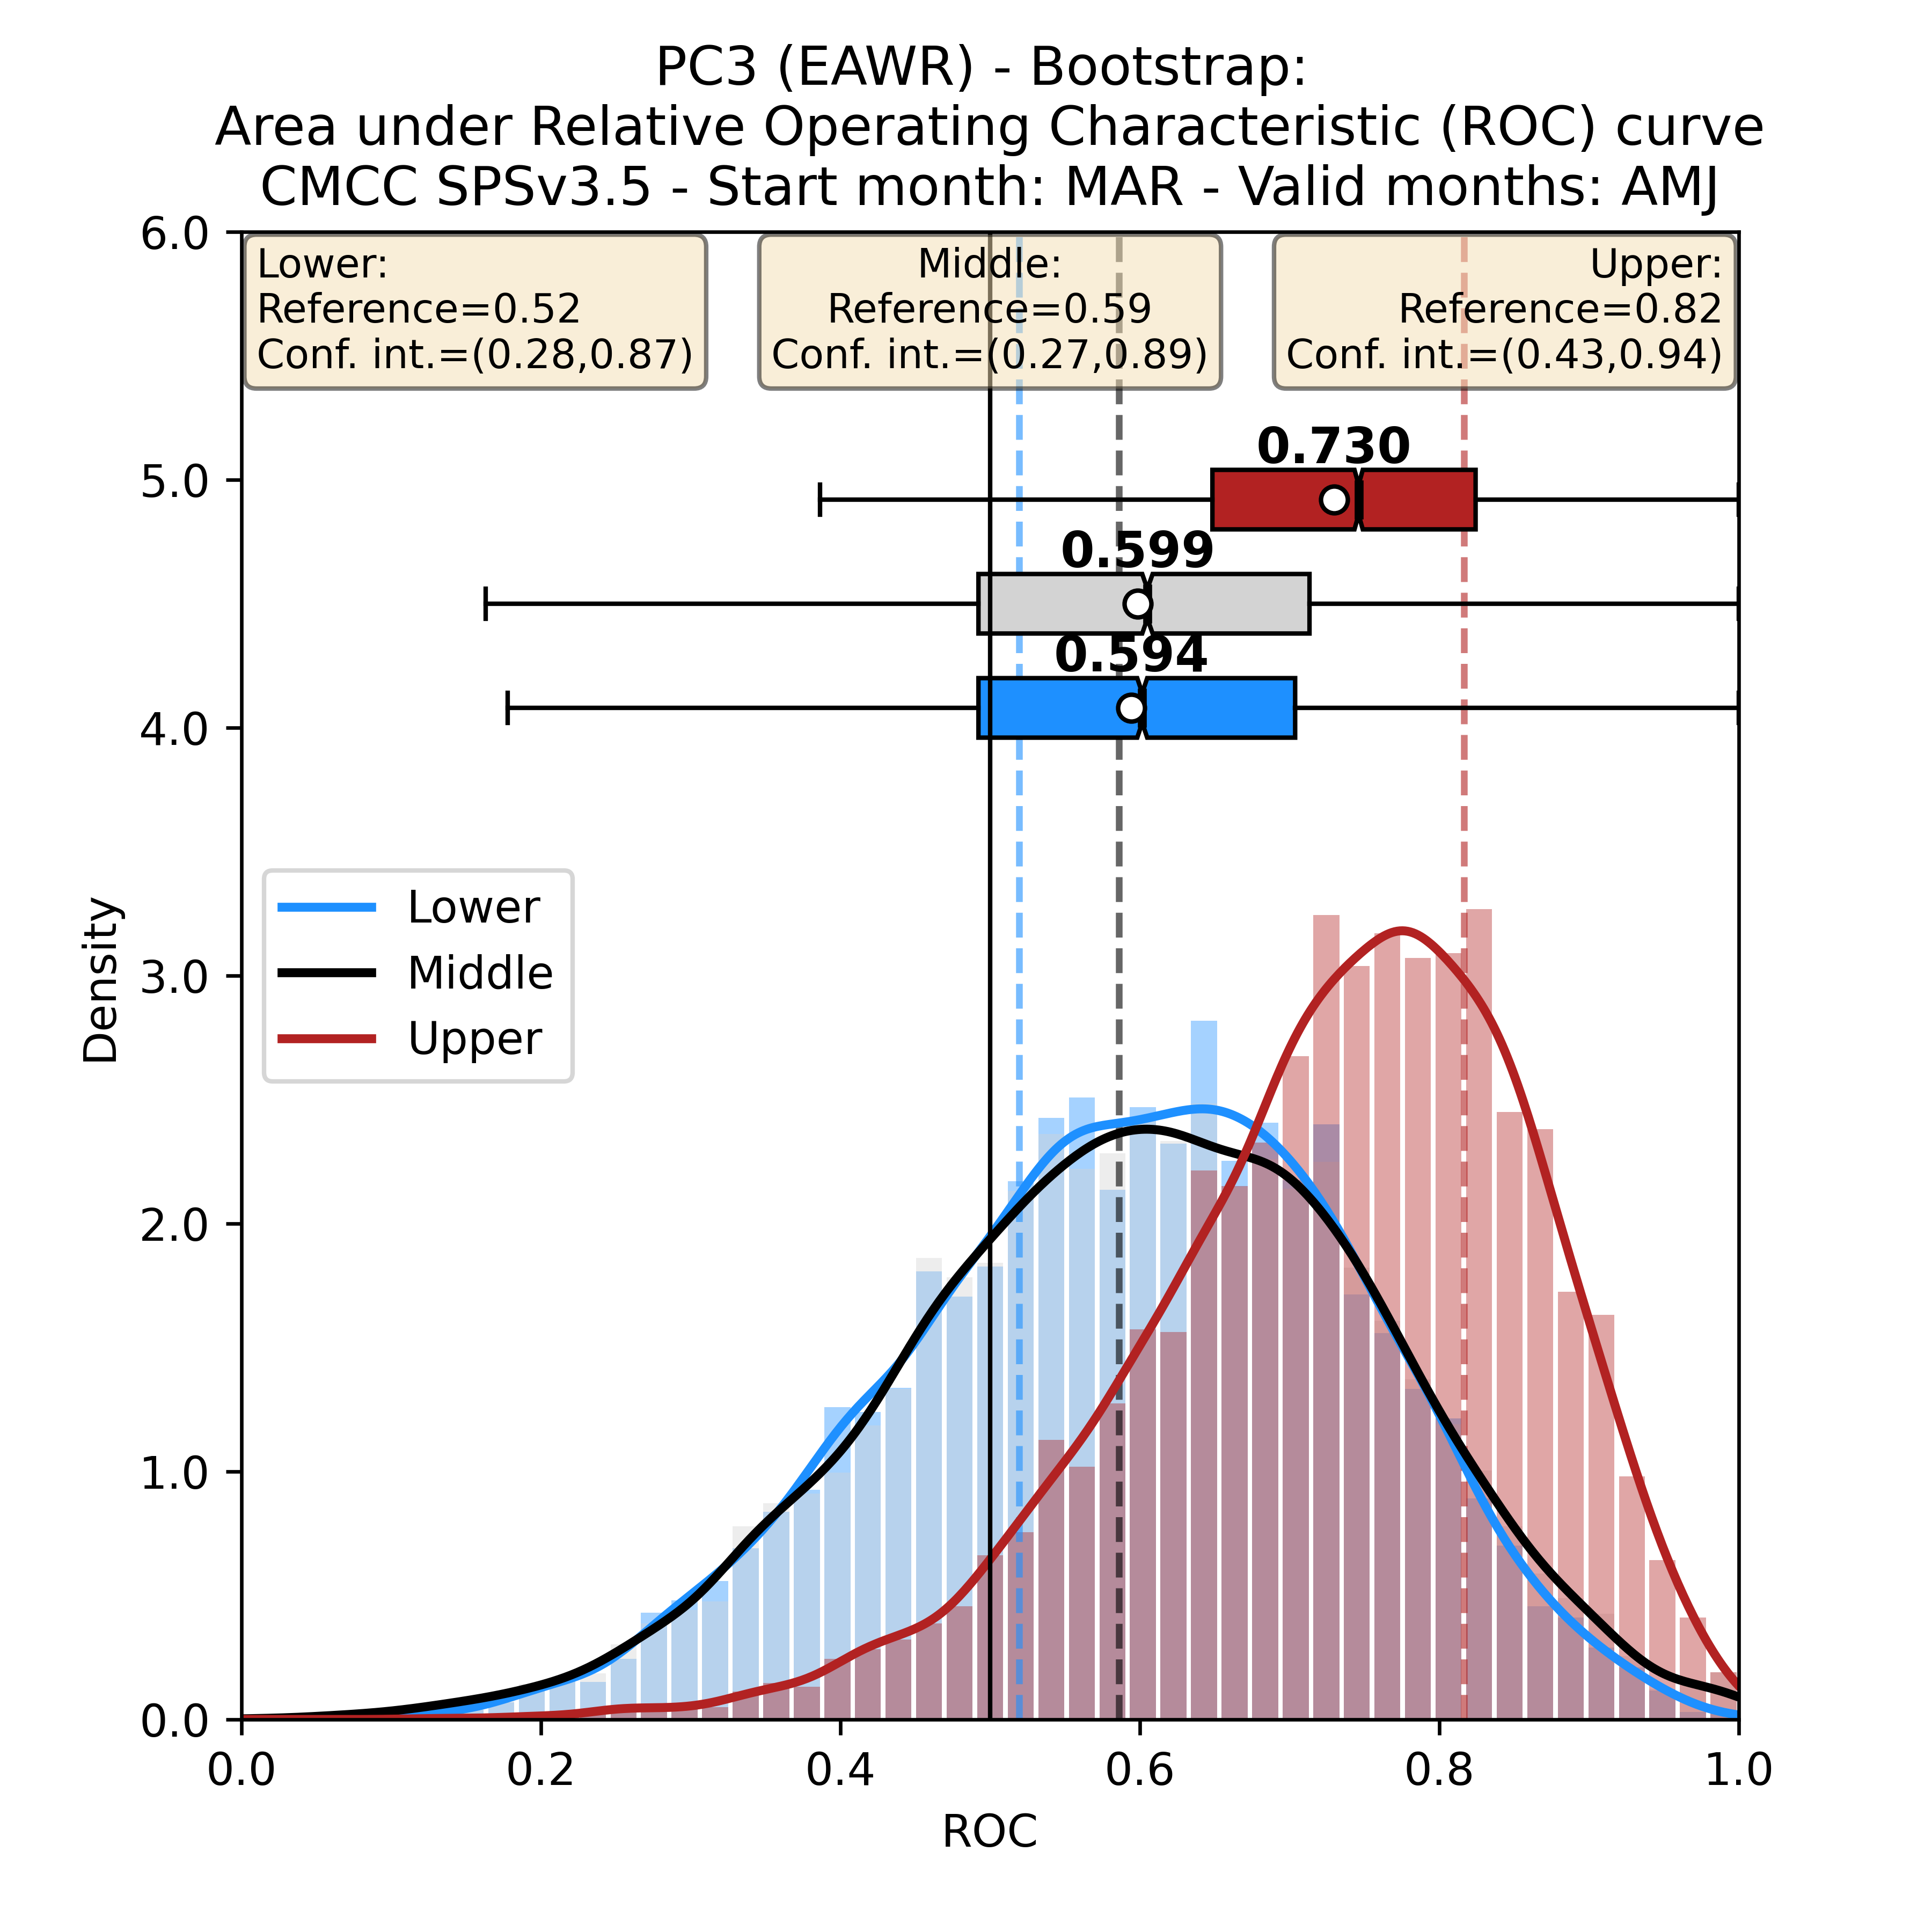 PC3 (EAWR) - Bootstrap:
Area under Relative Operating Characteristic (ROC) curve
CMCC SPSv3.5 - Start month: MAR - Valid months: AMJ
6.0
5.0
4.0
3.0
2.0
1.0
0.0
Density
Lower:
Reference=0.52
Conf. int.=(0.28,0.87)
Middle:
Reference=0.59
Conf. int.=(0.27,0.89)
Upper:
Reference=0.82
Conf. int.=(0.43,0.94)
0.730
0.599
0.594
Lower
Middle
Upper
0.0
0.2
0.4
0.6
0.8
1.0
ROC